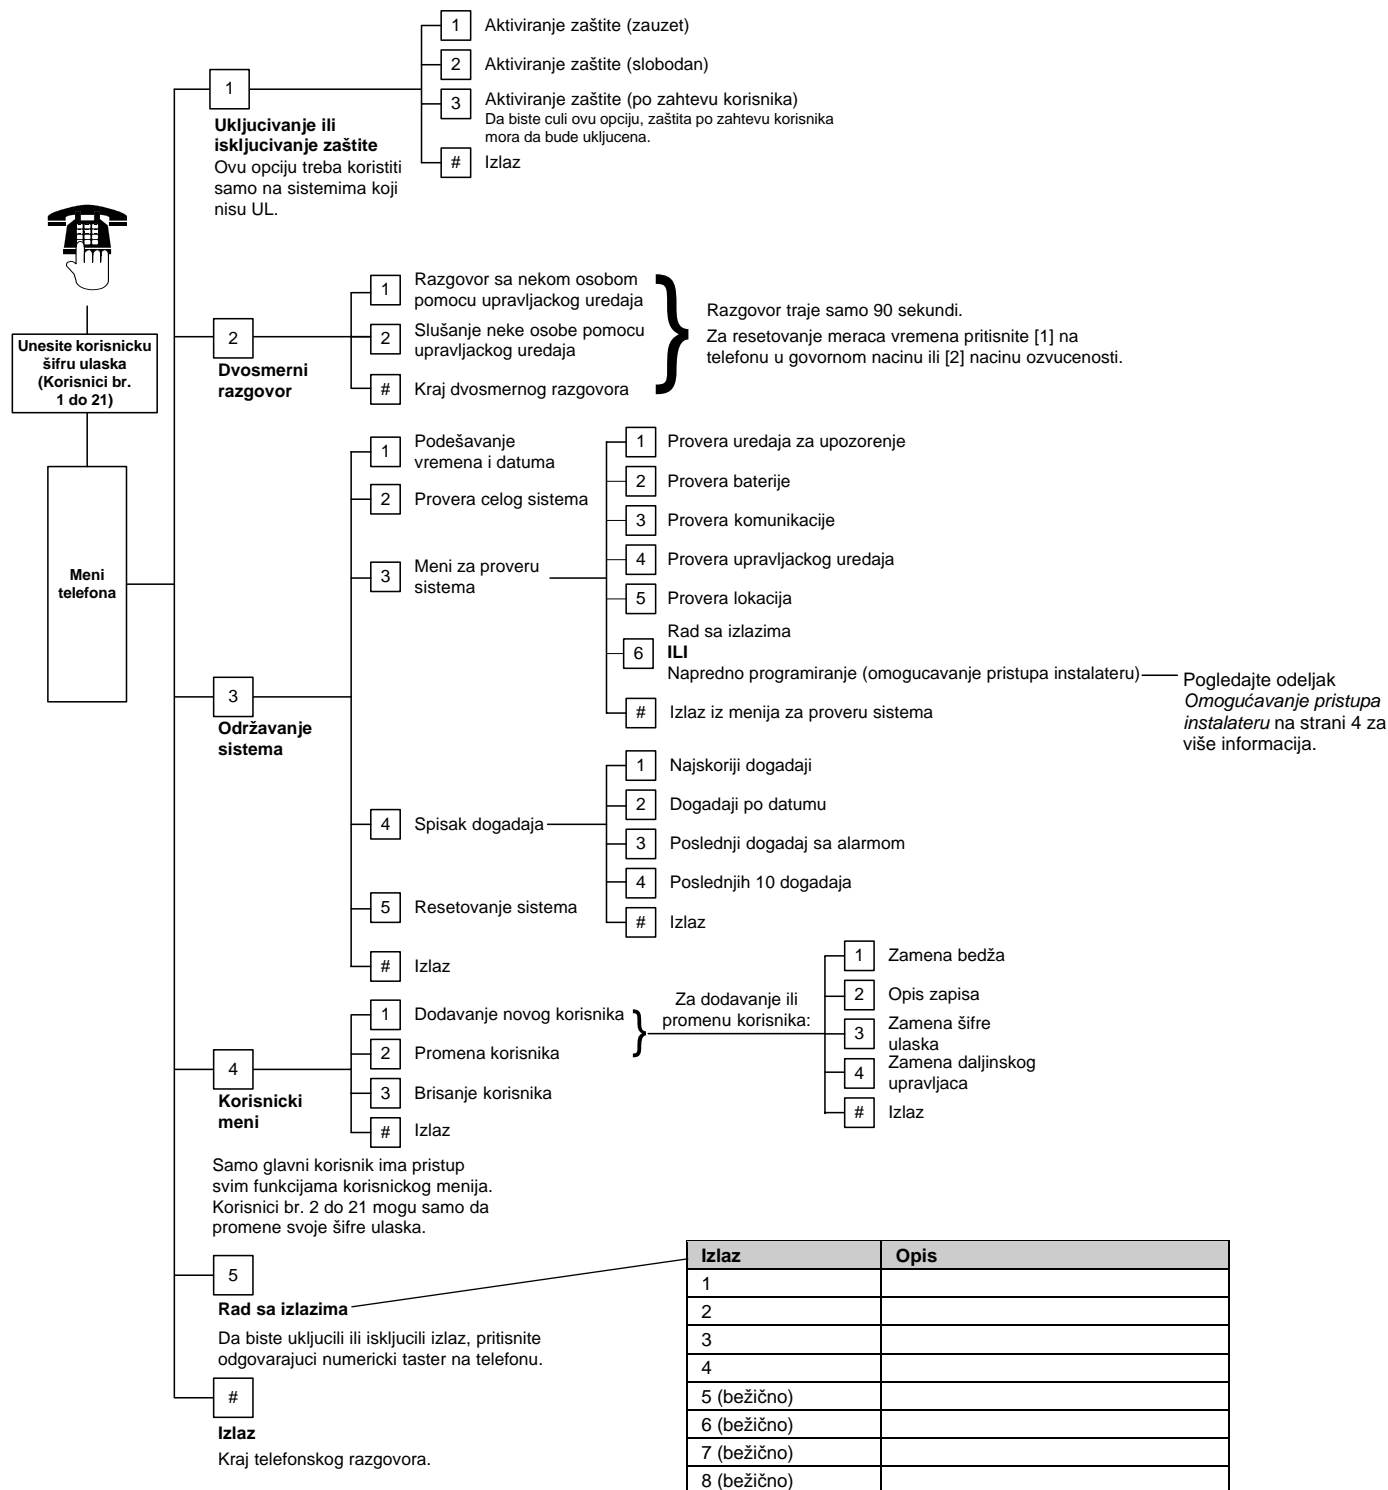 1 Aktiviranje zaštite (zauzet)
2 Aktiviranje zaštite (slobodan)
3 Aktiviranje zaštite (po zahtevu korisnika)
Da biste culi ovu opciju, zaštita po zahtevu korisnika
mora da bude ukljucena.
# Izlaz
1
Ukljucivanje ili
iskljucivanje zaštite
Ovu opciju treba koristiti
samo na sistemima koji
nisu UL.
Unesite korisnicku
šifru ulaska
(Korisnici br.
1 do 21)
Meni
telefona
2
Dvosmerni
razgovor
1 Razgovor sa nekom osobom
pomocu upravljackog uredaja
2 Slušanje neke osobe pomocu
upravljackog uredaja
# Kraj dvosmernog razgovora
Razgovor traje samo 90 sekundi.
Za resetovanje meraca vremena pritisnite [1] na
telefonu u govornom nacinu ili [2] nacinu ozvucenosti.
3
Održavanje
sistema
1 Podešavanje
vremena i datuma
2 Provera celog sistema
3 Meni za proveru
sistema
1 Provera uredaja za upozorenje
2 Provera baterije
3 Provera komunikacije
4 Provera upravljackog uredaja
5 Provera lokacija
Rad sa izlazima
6 ILI
Napredno programiranje (omogucavanje pristupa instalateru)
Pogledajte odeljak
Omogućavanje pristupa
instalateru na strani 4 za
više informacija.
# Izlaz iz menija za proveru sistema
4 Spisak dogadaja
1 Najskoriji dogadaji
2 Dogadaji po datumu
3 Poslednji dogadaj sa alarmom
4 Poslednjih 10 dogadaja
# Izlaz
5 Resetovanje sistema
# Izlaz
4
Korisnicki
meni
1 Dodavanje novog korisnika
2 Promena korisnika
3 Brisanje korisnika
# Izlaz
Za dodavanje ili
promenu korisnika:
1 Zamena bedža
2 Opis zapisa
3 Zamena šifre
ulaska
4 Zamena daljinskog
upravljaca
# Izlaz
Samo glavni korisnik ima pristup
svim funkcijama korisnickog menija.
Korisnici br. 2 do 21 mogu samo da
promene svoje šifre ulaska.
5
Rad sa izlazima
Da biste ukljucili ili iskljucili izlaz, pritisnite
odgovarajuci numericki taster na telefonu.
#
Izlaz
Kraj telefonskog razgovora.
Izlaz Opis
1
2
3
4
5 (bežično)
6 (bežično)
7 (bežično)
8 (bežično)